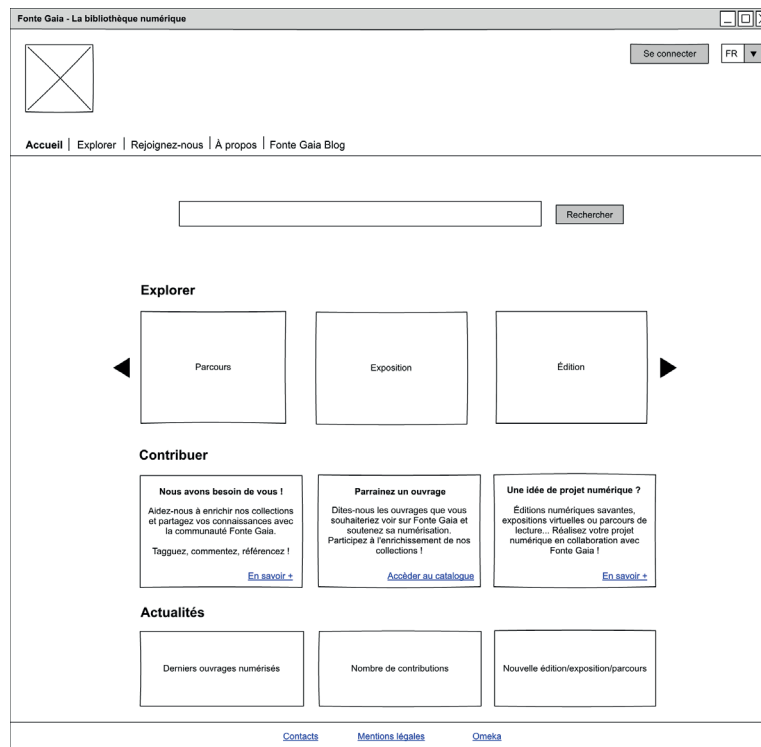 Fonte Gaia - La bibliothèque numérique
Se connecter
FR
Accueil
Explorer
Rejoignez-nous
À propos
Fonte Gaia Blog
Rechercher
Explorer
Parcours
Exposition
Édition
Contribuer
Nous avons besoin de vous !
Aidez-nous à enrichir nos collections
et partagez vos connaissances avec
la communauté Fonte Gaia.
Tagguez, commentez, référencez !
En savoir +
Parrainez un ouvrage
Dites-nous les ouvrages que vous
souhaiteriez voir sur Fonte Gaia et
soutenez sa numérisation.
Participez à l'enrichissement de nos
collections !
Accèder au catalogue
Une idée de projet numérique ?
Éditions numériques savantes,
expositions virtuelles ou parcours de
lecture... Réalisez votre projet
numérique en collaboration avec
Fonte Gaia !
En savoir +
Actualités
Derniers ouvrages numérisés
Nombre de contributions
Nouvelle édition/exposition/parcours
Contacts
Mentions légales
Omeka